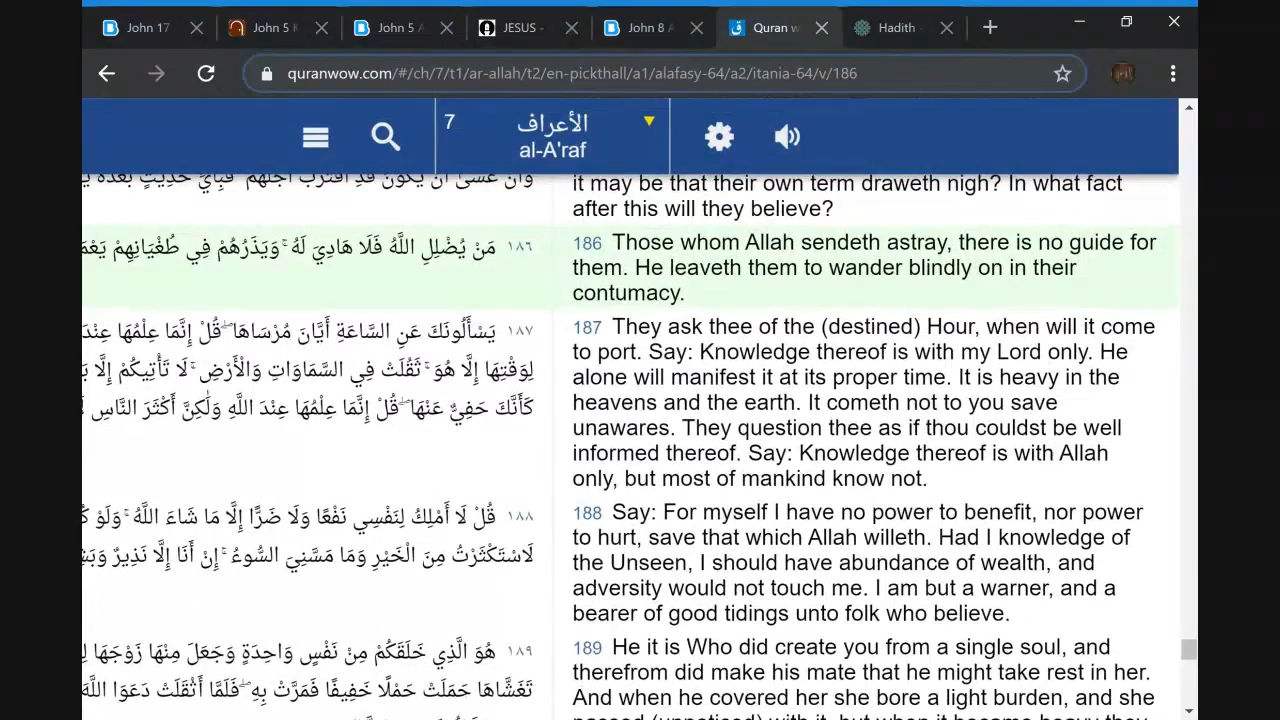 John 17
John 5 K
John 5 A
JESUS -
John 8 A
Quran w
Hadith
quranwow.com/#/ch/7/t1/ar-allah/t2/en-pickthall/a1/alafasy-64/a2/itania-64/v/186
7
الأعراف
al-A'raf
it may be that their own term draweth nigh? In what fact
after this will they believe?
١٨٦ مَنْ يُضْلِلِ اللَّهُ فَلَا هَادِيَ لَهُ ۚ وَيَذَرُهُمْ فِي طُغْيَانِهِمْ
186 Those whom Allah sendeth astray, there is no guide for
them. He leaveth them to wander blindly on in their
contumacy.
١٨٧ يَسْأَلُونَكَ عَنِ السَّاعَةِ أَيَّانَ مُرْسَاهَا ۖ قُلْ إِنَّمَا عِلْمُهَا عِنْدَ
لِوَقْتِهَا إِلَّا هُوَ ۚ ثَقُلَتْ فِي السَّمَاوَاتِ وَالْأَرْضِ ۚ لَا تَأْتِيكُمْ إِلَّا
كَأَنَّكَ حَفِيٌّ عَنْهَا ۖ قُلْ إِنَّمَا عِلْمُهَا عِنْدَ اللَّهِ وَلَٰكِنَّ أَكْثَرَ النَّاسِ
187 They ask thee of the (destined) Hour, when will it come
to port. Say: Knowledge thereof is with my Lord only. He
alone will manifest it at its proper time. It is heavy in the
heavens and the earth. It cometh not to you save
unawares. They question thee as if thou couldst be well
informed thereof. Say: Knowledge thereof is with Allah
only, but most of mankind know not.
١٨٨ قُلْ لَا أَمْلِكُ لِنَفْسِي نَفْعًا وَلَا ضَرًّا إِلَّا مَا شَاءَ اللَّهُ ۚ وَلَوْ
لَاسْتَكْثَرْتُ مِنَ الْخَيْرِ وَمَا مَسَّنِيَ السُّوءُ ۚ إِنْ أَنَا إِلَّا نَذِيرٌ
188 Say: For myself I have no power to benefit, nor power
to hurt, save that which Allah willeth. Had I knowledge of
the Unseen, I should have abundance of wealth, and
adversity would not touch me. I am but a warner, and a
bearer of good tidings unto folk who believe.
١٨٩ هُوَ الَّذِي خَلَقَكُمْ مِنْ نَفْسٍ وَاحِدَةٍ وَجَعَلَ مِنْهَا زَوْجَهَا
تَغَشَّاهَا حَمَلَتْ حَمْلًا خَفِيفًا فَمَرَّتْ بِهِ ۖ فَلَمَّا أَثْقَلَتْ دَعَوَا اللَّهَ
189 He it is Who did create you from a single soul, and
therefrom did make his mate that he might take rest in her.
And when he covered her she bore a light burden, and she
passed (unnoticed) with it, but when it became heavy they